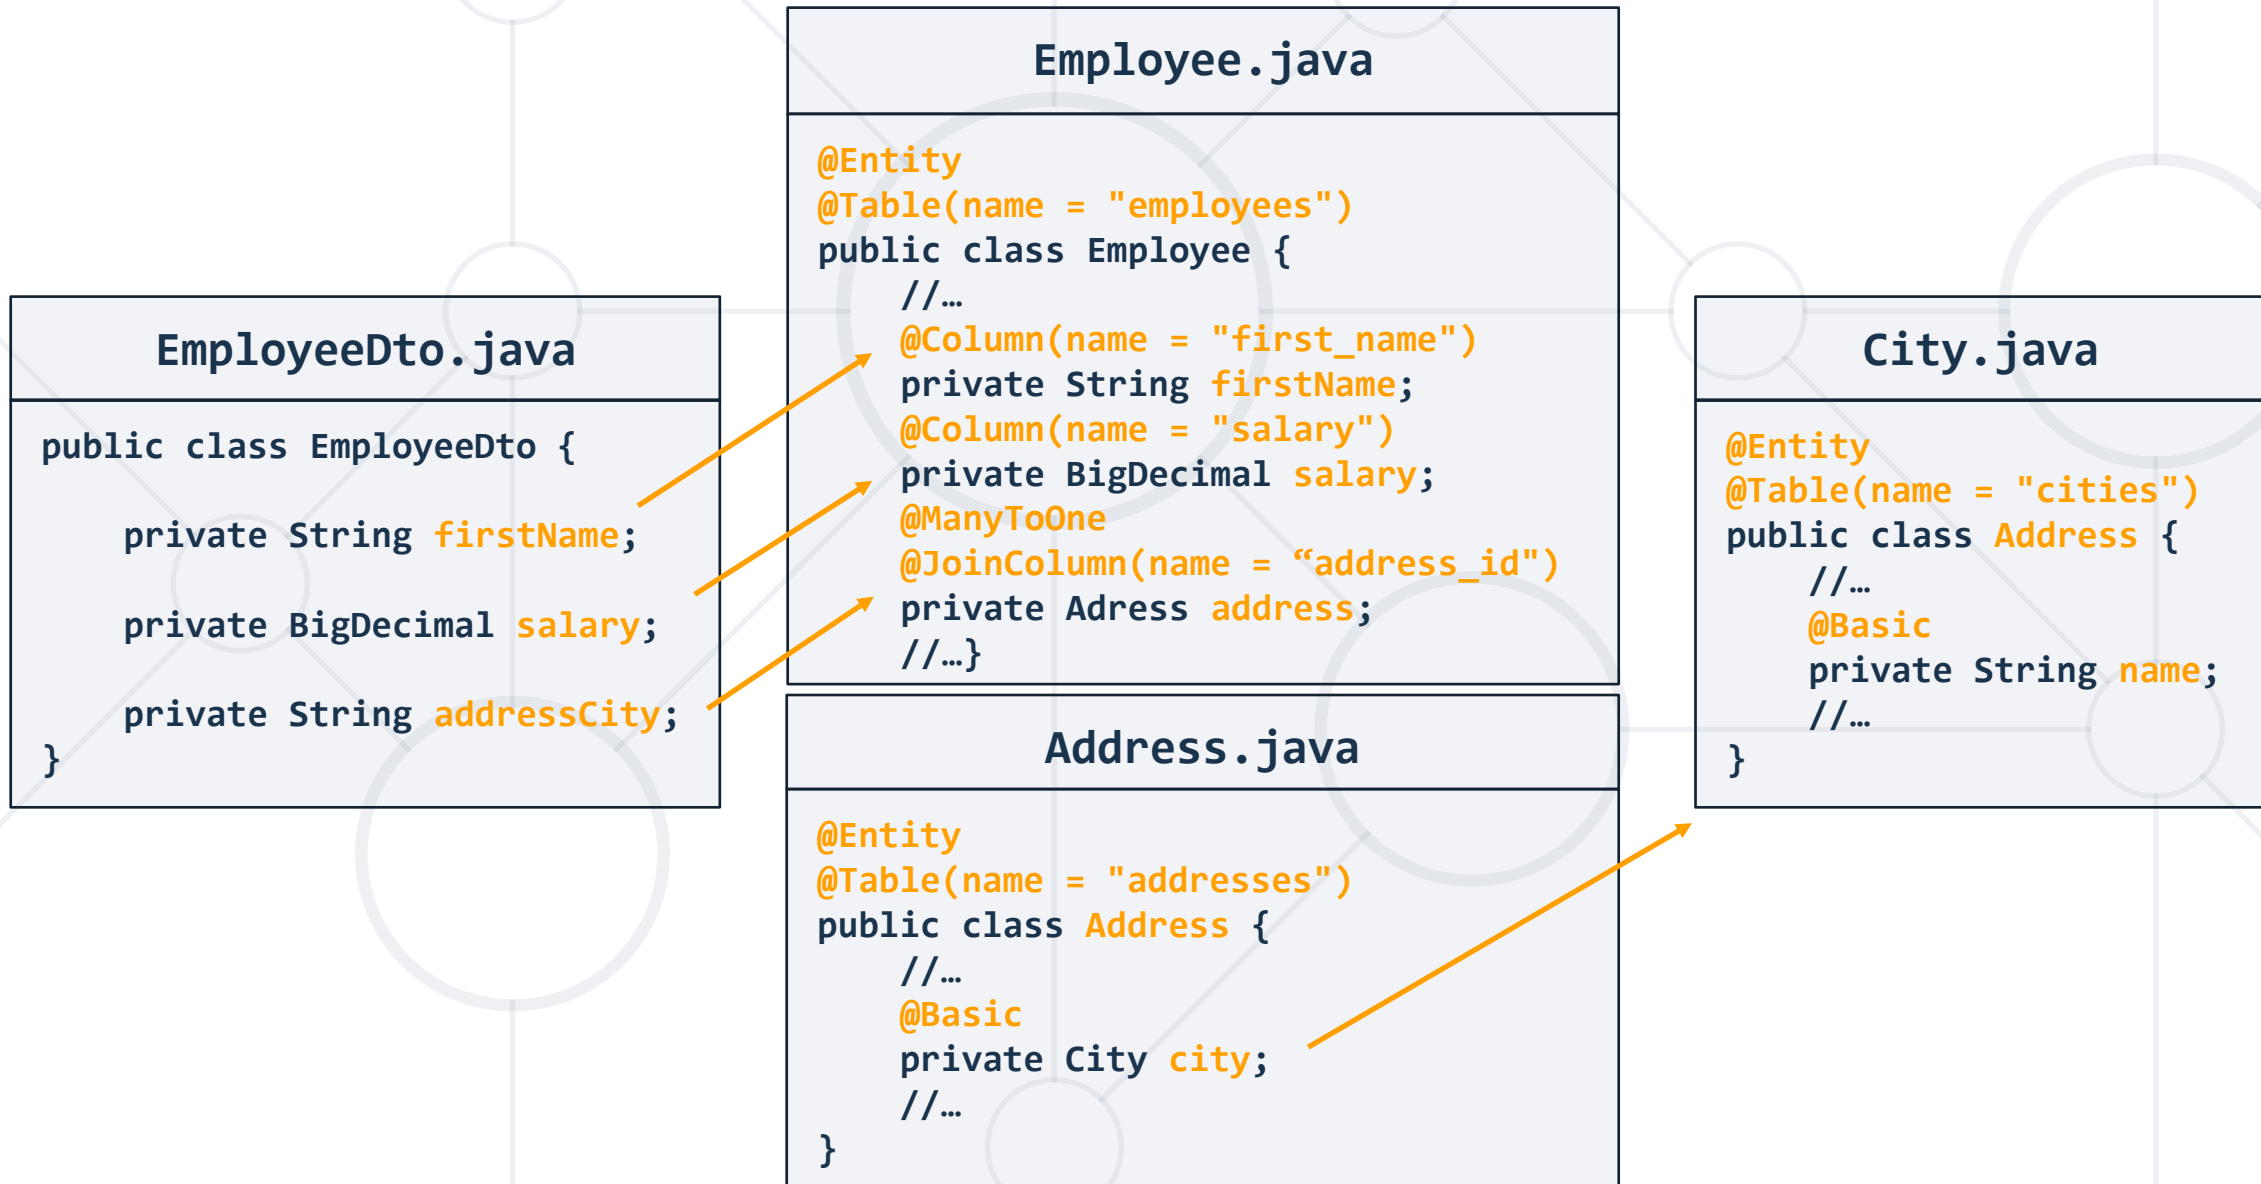 EmployeeDto.java
public class EmployeeDto {
private String firstName;
private BigDecimal salary;
private String addressCity;
}
Employee.java
@Entity
@Table(name = "employees")
public class Employee {
//…
@Column(name = "first_name")
private String firstName;
@Column(name = "salary")
private BigDecimal salary;
@ManyToOne
@JoinColumn(name = “address_id")
private Adress address;
//…}
Address.java
@Entity
@Table(name = "addresses")
public class Address {
//…
@Basic
private City city;
//…
}
City.java
@Entity
@Table(name = "cities")
public class Address {
//…
@Basic
private String name;
//…
}